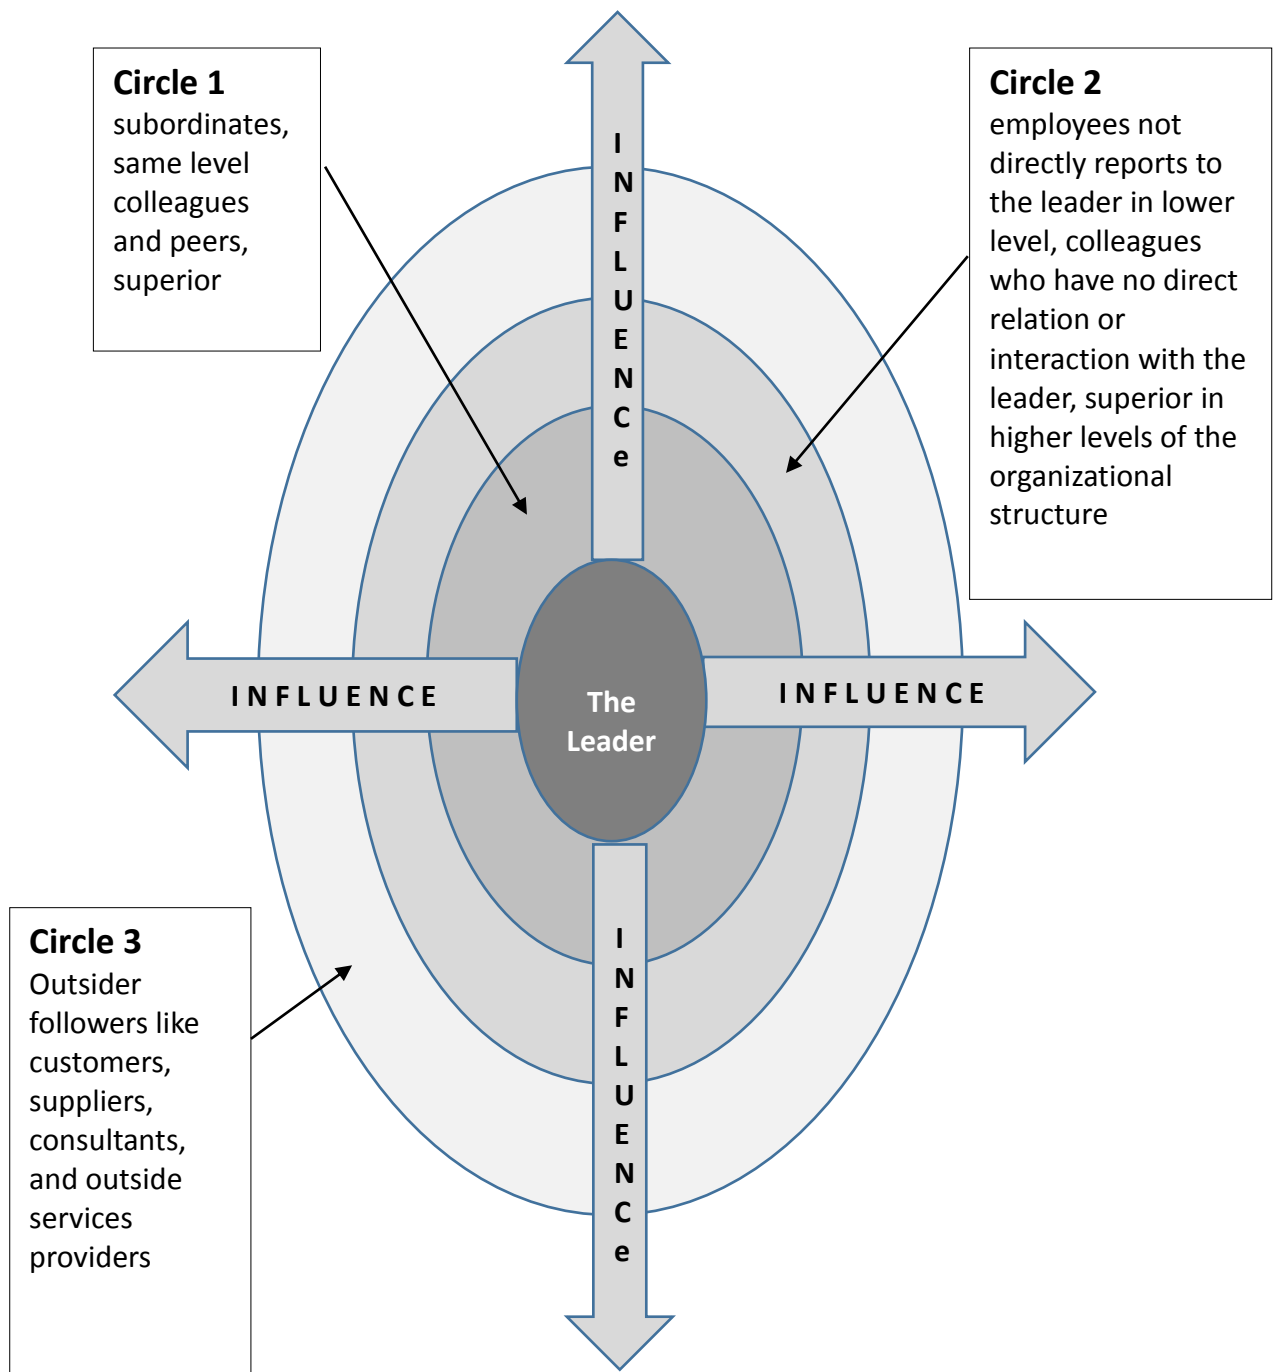 Circle 1
subordinates,
same level
colleagues
and peers,
superior
Circle 2
employees not
directly reports to
the leader in lower
level, colleagues
who have no direct
relation or
interaction with the
leader, superior in
higher levels of the
organizational
structure
I N F L U E N C e
I N F L U E N C E
The
Leader
I N F L U E N C E
I N F L U E N C e
Circle 3
Outsider
followers like
customers,
suppliers,
consultants,
and outside
services
providers